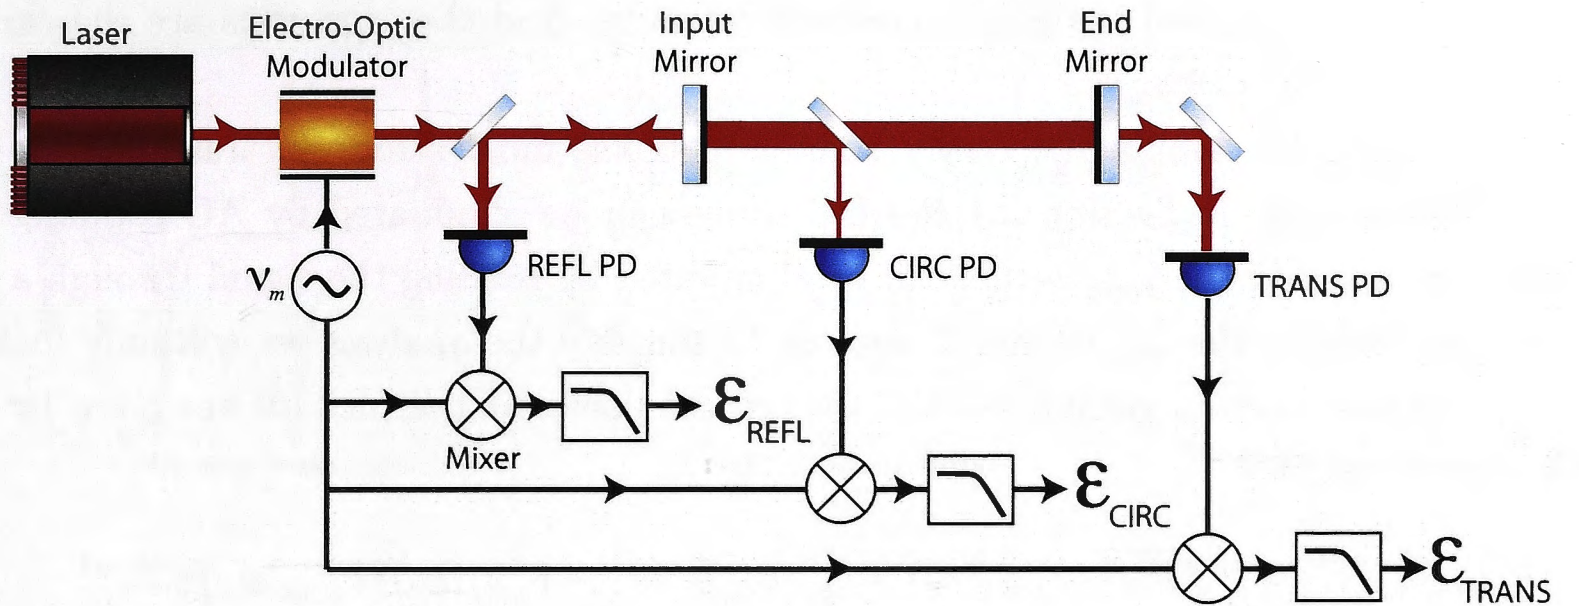 Laser
Electro-Optic
Modulator
Input
Mirror
End
Mirror
REFL PD
CIRC PD
TRANS PD
νm
Mixer
εREFL
εCIRC
εTRANS